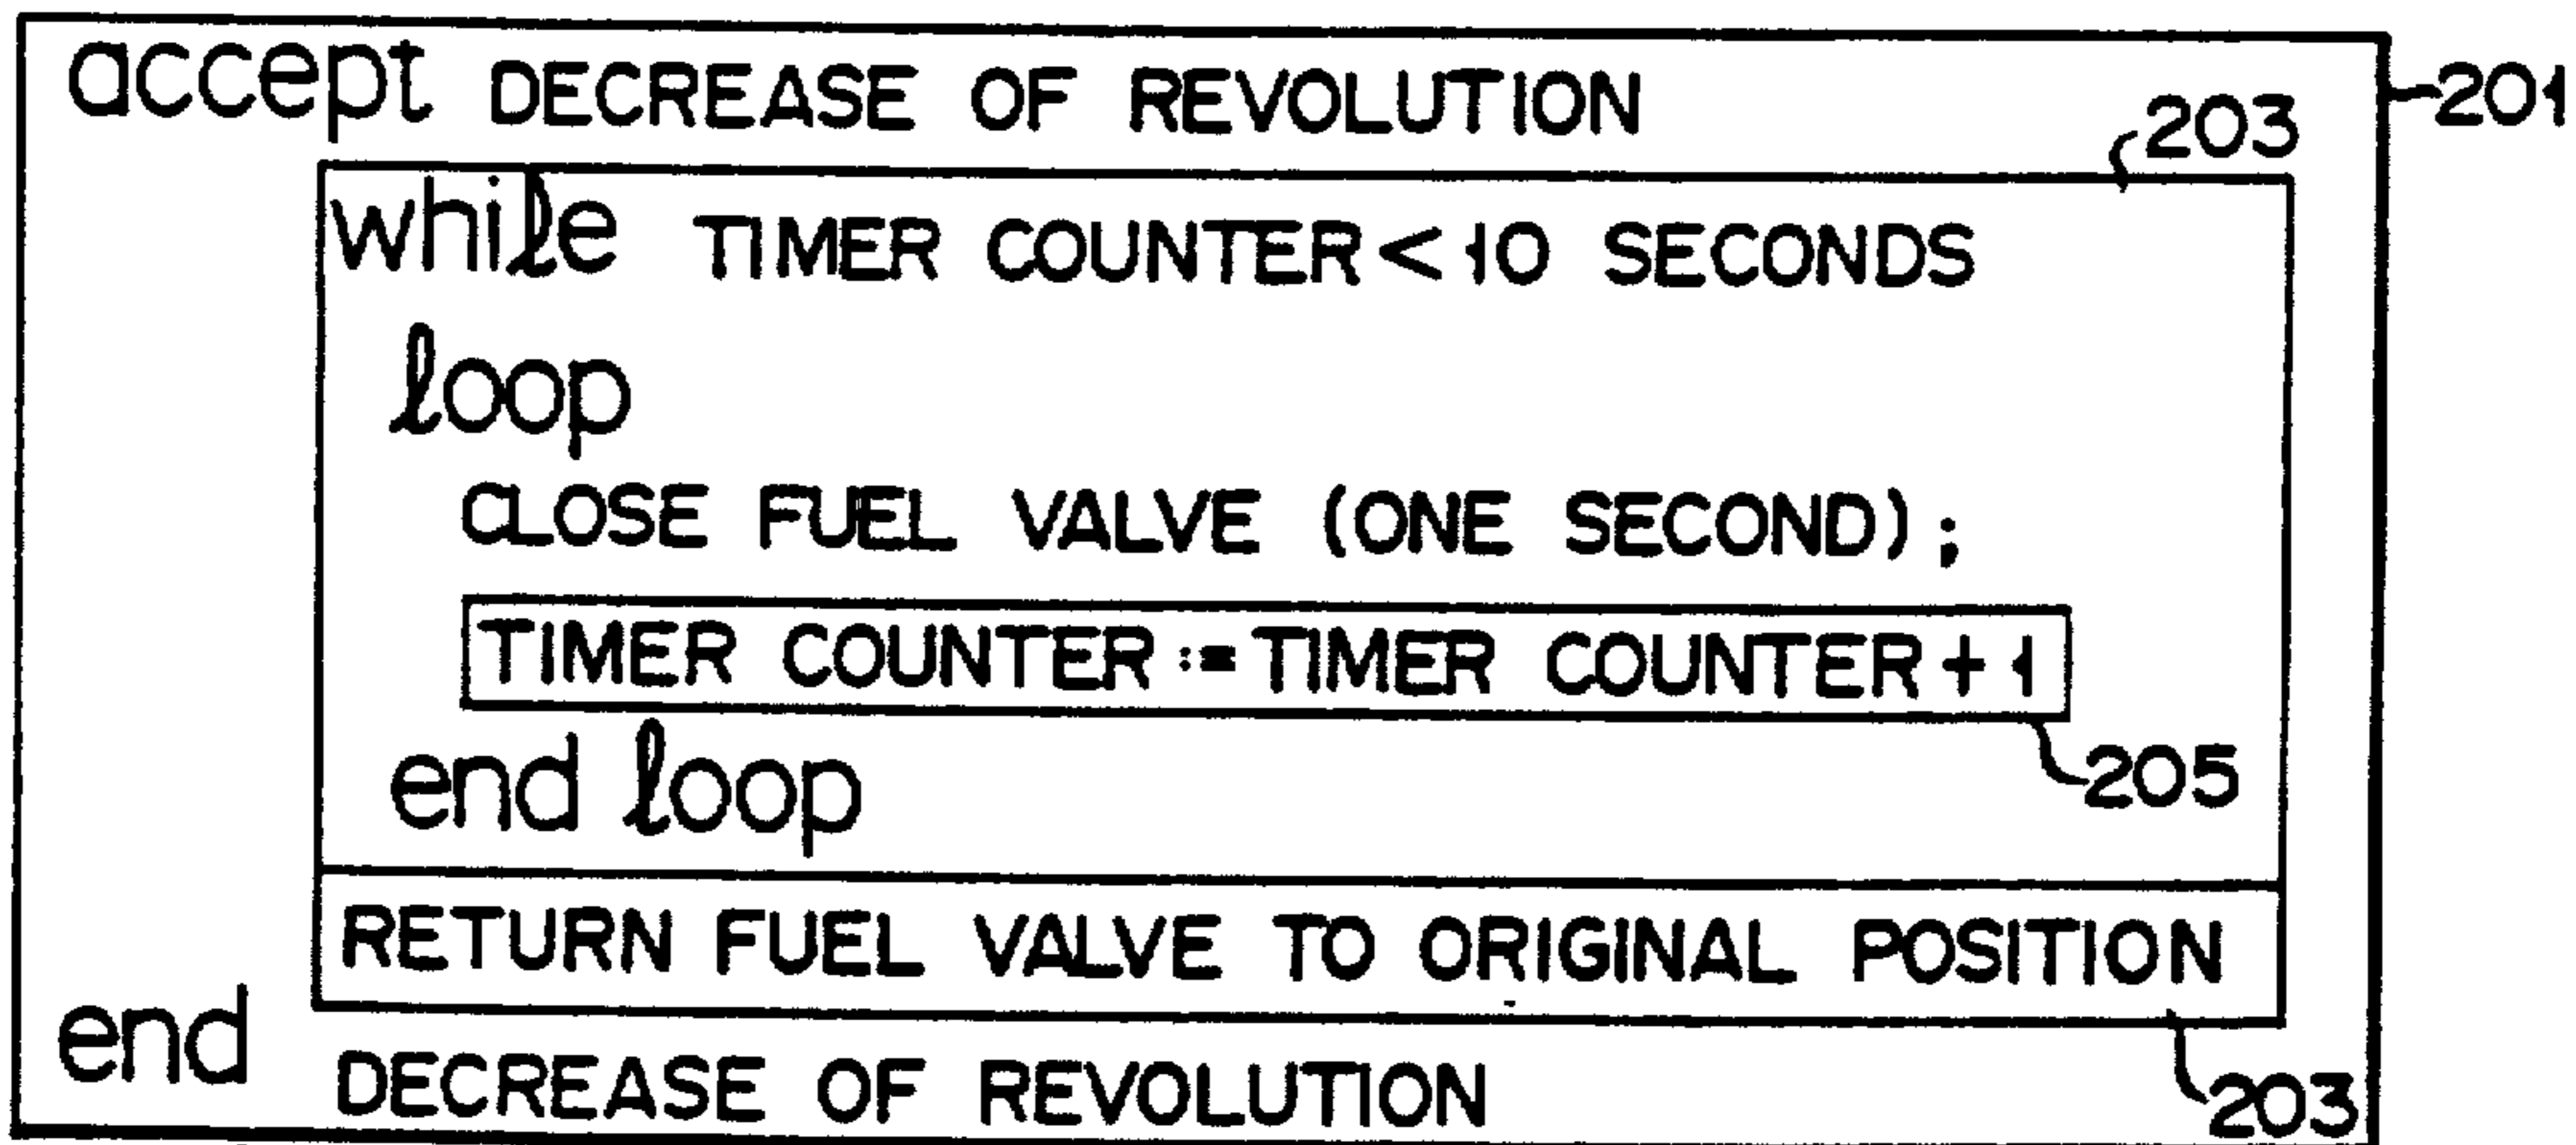 accept DECREASE OF REVOLUTION
201
203
while TIMER COUNTER < 10 SECONDS
loop
CLOSE FUEL VALVE (ONE SECOND);
TIMER COUNTER := TIMER COUNTER + 1
205
end loop
RETURN FUEL VALVE TO ORIGINAL POSITION
203
end DECREASE OF REVOLUTION